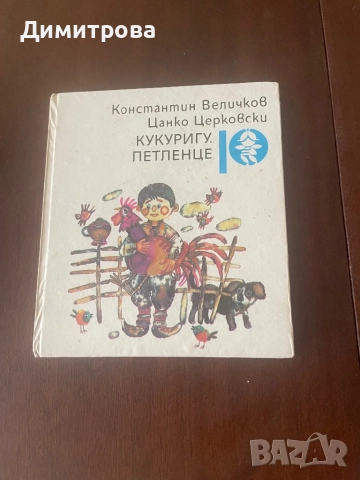 Димитрова
Константин Величков
Цанко Церковски
КУКУРИГУ,
ПЕТЛЕНЦЕ
BAZAR